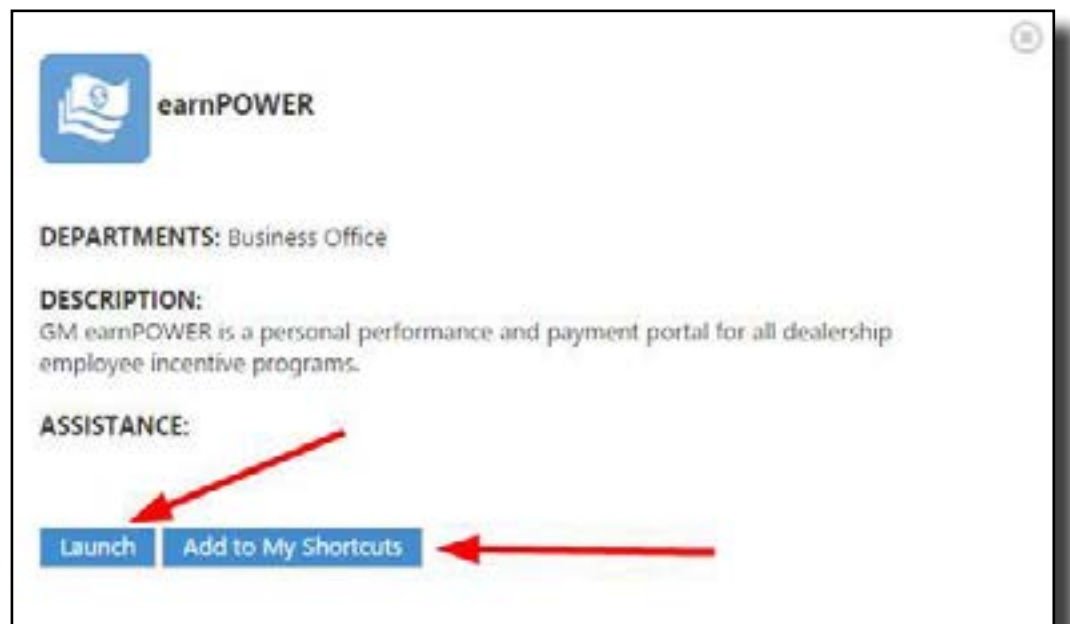 earnPOWER
DEPARTMENTS: Business Office
DESCRIPTION:
GM earnPOWER is a personal performance and payment portal for all dealership
employee incentive programs.
ASSISTANCE:
Launch Add to My Shortcuts